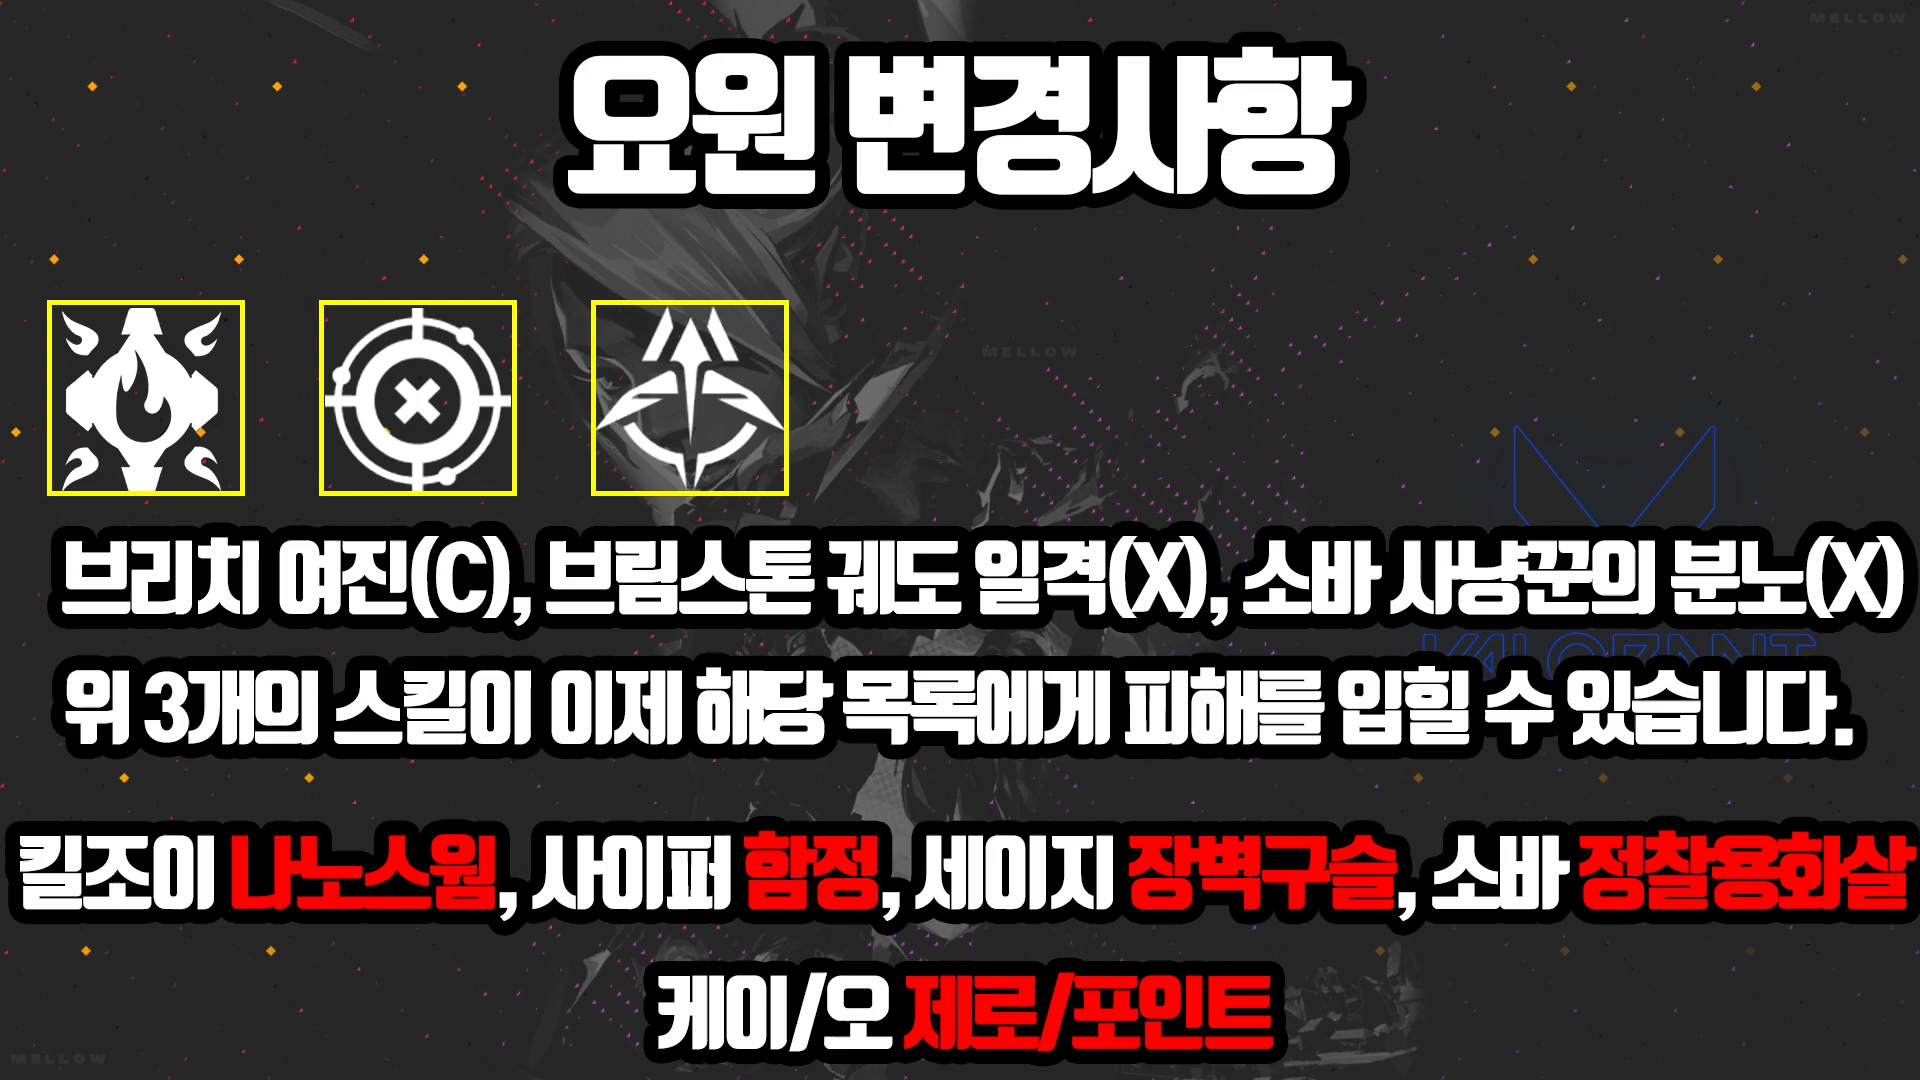 MELLOW
요원 변경사항
MELLOW
브리치 여진(C), 브림스톤 궤도 일격(X), 소바 사냥꾼의 분노(X)
VALORANT
위 3개의 스킬이 이제 해당 목록에게 피해를 입힐 수 있습니다.
킬조이 나노스웜, 사이퍼 함정, 세이지 장벽구슬, 소바 정찰용화살
케이/오 제로/포인트
MELLOW